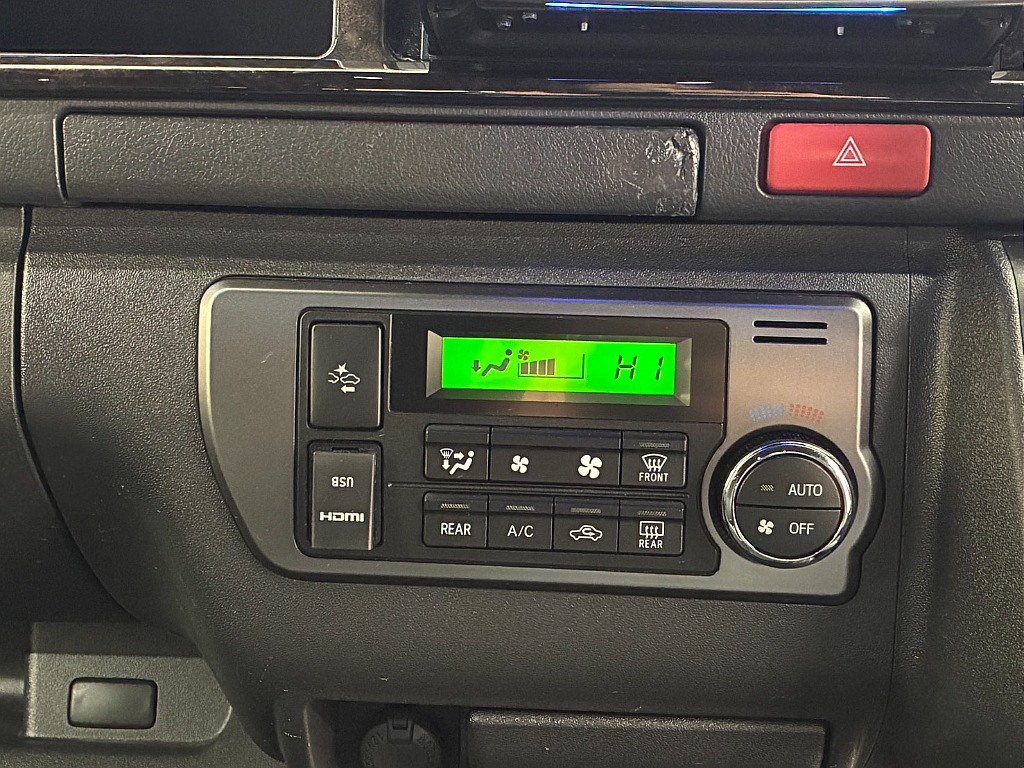 HI
USB
HDMI
FRONT
REAR
A/C
REAR
AUTO
OFF